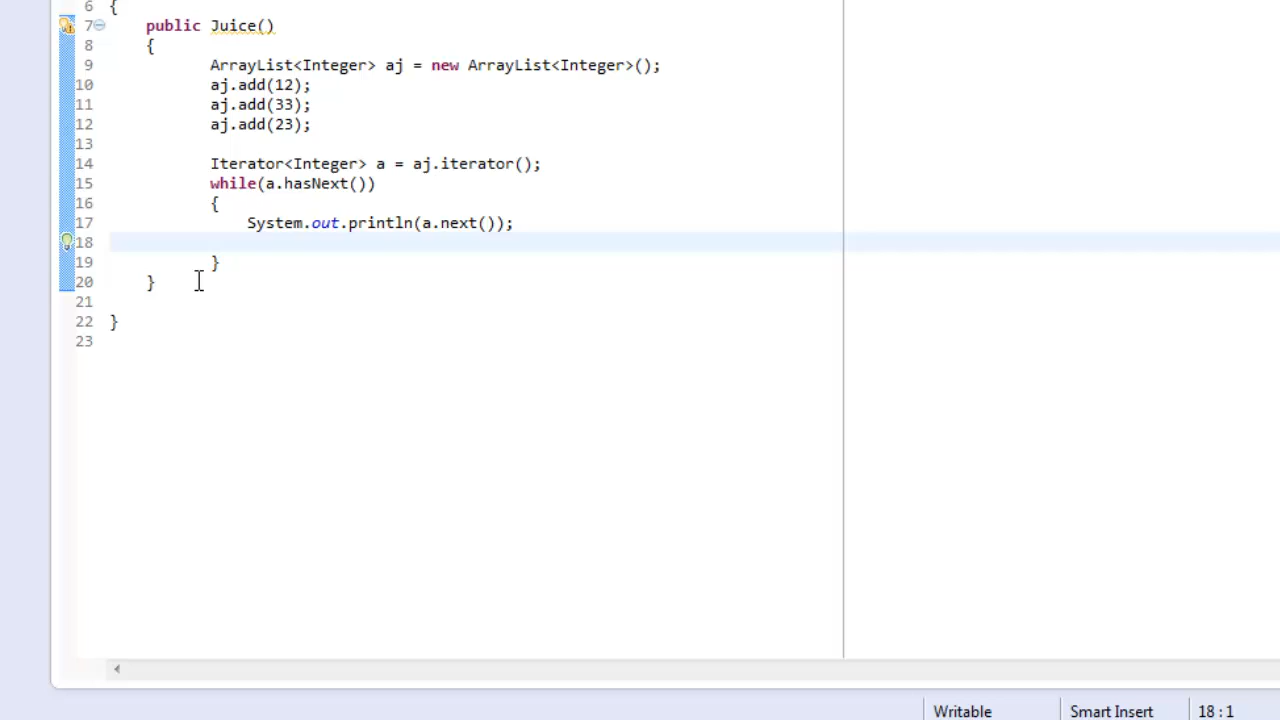 6 {
7 public Juice()
8 {
9 ArrayList<Integer> aj = new ArrayList<Integer>();
10 aj.add(12);
11 aj.add(33);
12 aj.add(23);
13
14 Iterator<Integer> a = aj.iterator();
15 while(a.hasNext())
16 {
17 System.out.println(a.next());
18
19 }
20 }
21
22 }
23
Writable Smart Insert 18 : 1